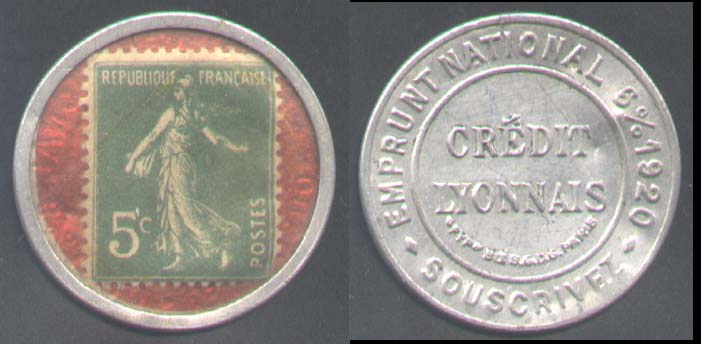 REPUBLIQUE FRANÇAISE
5c
POSTES
EMPRUNT NATIONAL 6% 1920
CRÉDIT
LYONNAIS
SOUSCRIVEZ